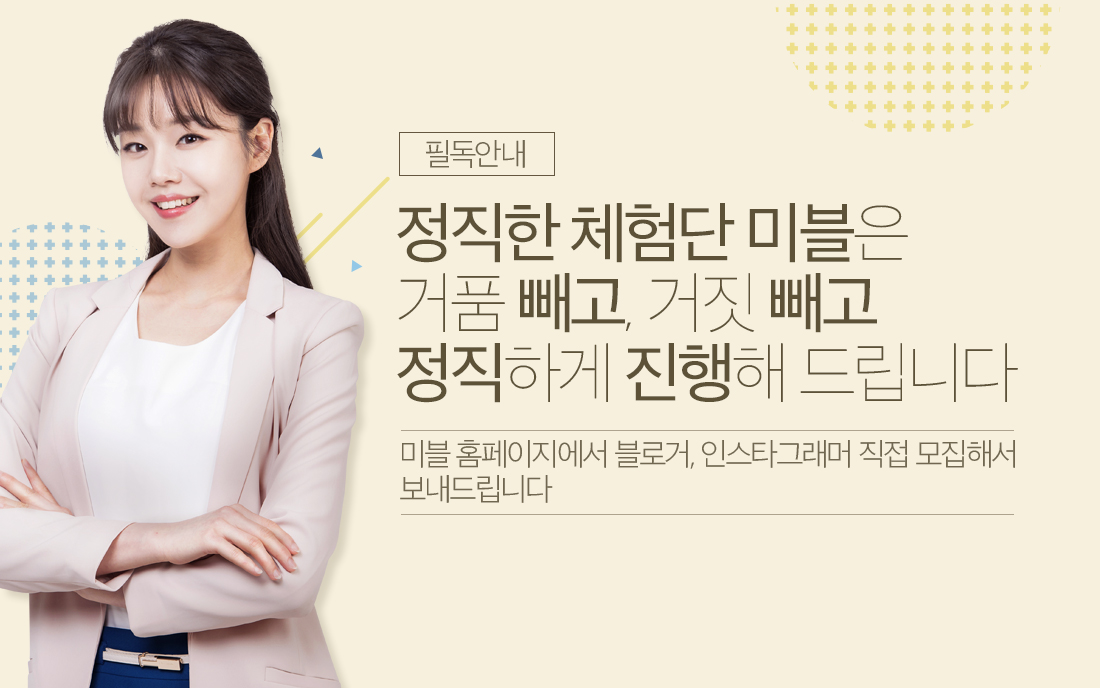 필독안내
정직한 체험단 미블은
거품 빼고, 거짓 빼고
정직하게 진행해 드립니다
미블 홈페이지에서 블로거, 인스타그래머 직접 모집해서
보내드립니다